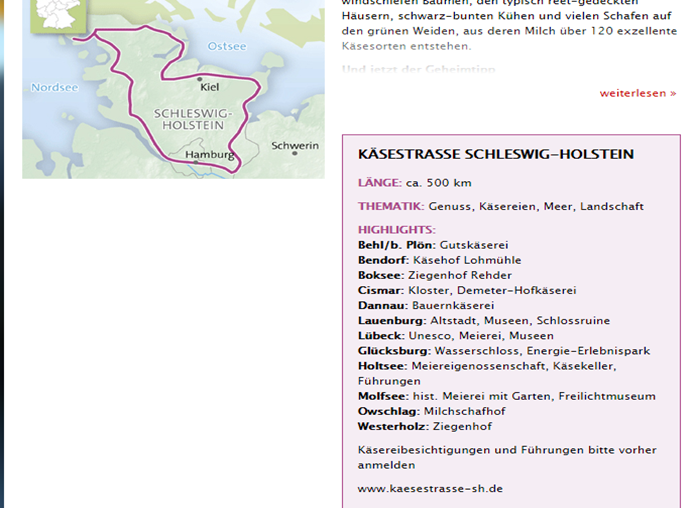 Nordsee
Ostsee
Kiel
SCHLESWIG-
HOLSTEIN
Hamburg
Schwerin
windschiefen Bäumen, den typisch reet-gedeckten
Häusern, schwarz-bunten Kühen und vielen Schafen auf
den grünen Weiden, aus deren Milch über 120 exzellente
Käsesorten entstehen.
Und jetzt der Geheimtipp
weiterlesen »
KÄSESTRASSE SCHLESWIG-HOLSTEIN
LÄNGE: ca. 500 km
THEMATIK: Genuss, Käsereien, Meer, Landschaft
HIGHLIGHTS:
Behl/b. Plön: Gutskäserei
Bendorf: Käsehof Lohmühle
Boksee: Ziegenhof Rehder
Cismar: Kloster, Demeter-Hofkäserei
Dannau: Bauernkäserei
Lauenburg: Altstadt, Museen, Schlossruine
Lübeck: Unesco, Meierei, Museen
Glücksburg: Wasserschloss, Energie-Erlebnispark
Holtsee: Meiereigenossenschaft, Käsekeller,
Führungen
Molfsee: hist. Meierei mit Garten, Freilichtmuseum
Owschlag: Milchschafhof
Westerholz: Ziegenhof
Käsereibesichtigungen und Führungen bitte vorher
anmelden
www.kaesestrasse-sh.de